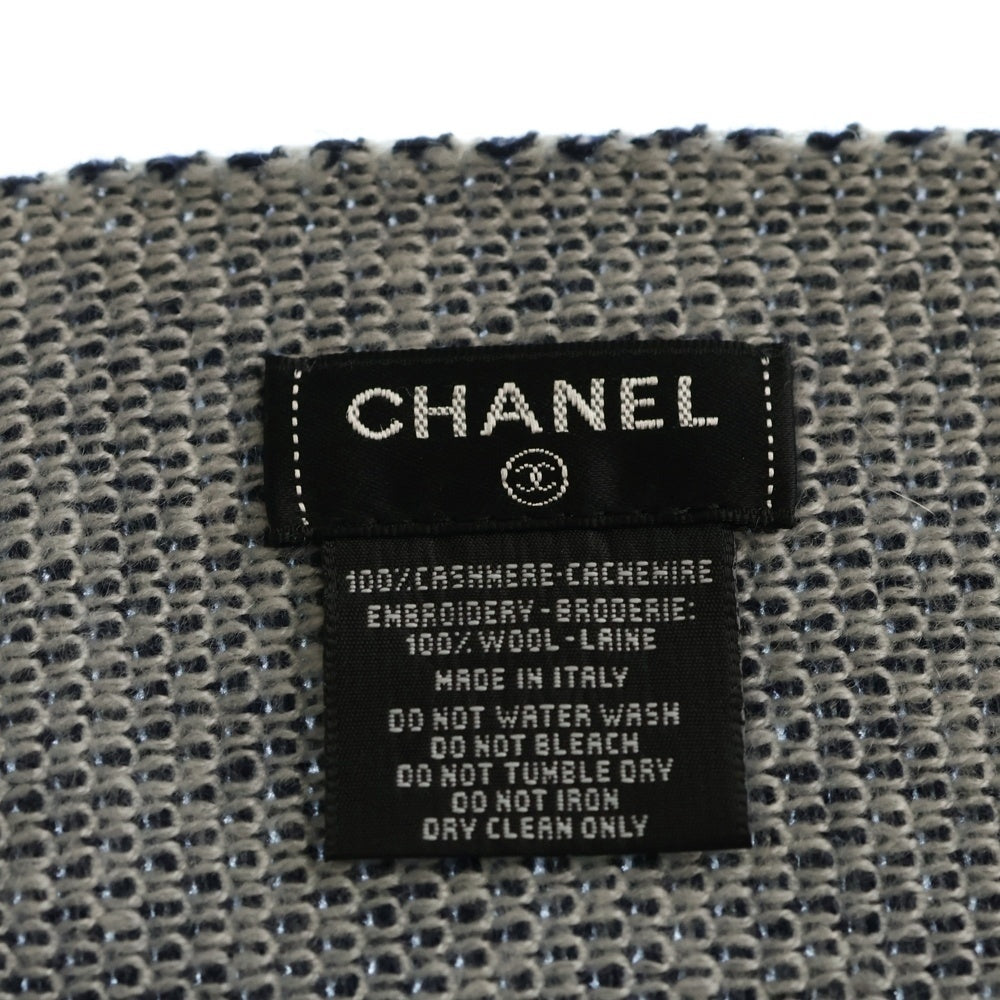 CHANEL
100%CASHMERE-CACHEMIRE
EMBROIDERY-BRODERIE:
100% WOOL-LAINE
MADE IN ITALY
DO NOT WATER WASH
DO NOT BLEACH
DO NOT TUMBLE DRY
DO NOT IRON
DRY CLEAN ONLY